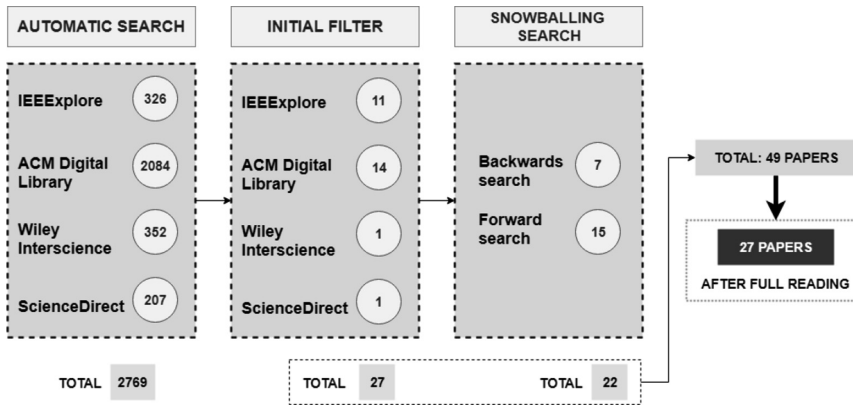 AUTOMATIC SEARCH
INITIAL FILTER
SNOWBALLING
SEARCH
IEEExplore 326
ACM Digital
Library
2084
Wiley
Interscience
352
ScienceDirect 207
IEEExplore 11
ACM Digital
Library
14
Wiley
Interscience
1
ScienceDirect 1
Backwards
search
7
Forward
search
15
TOTAL 2769
TOTAL 27
TOTAL 22
TOTAL: 49 PAPERS
27 PAPERS
AFTER FULL READING